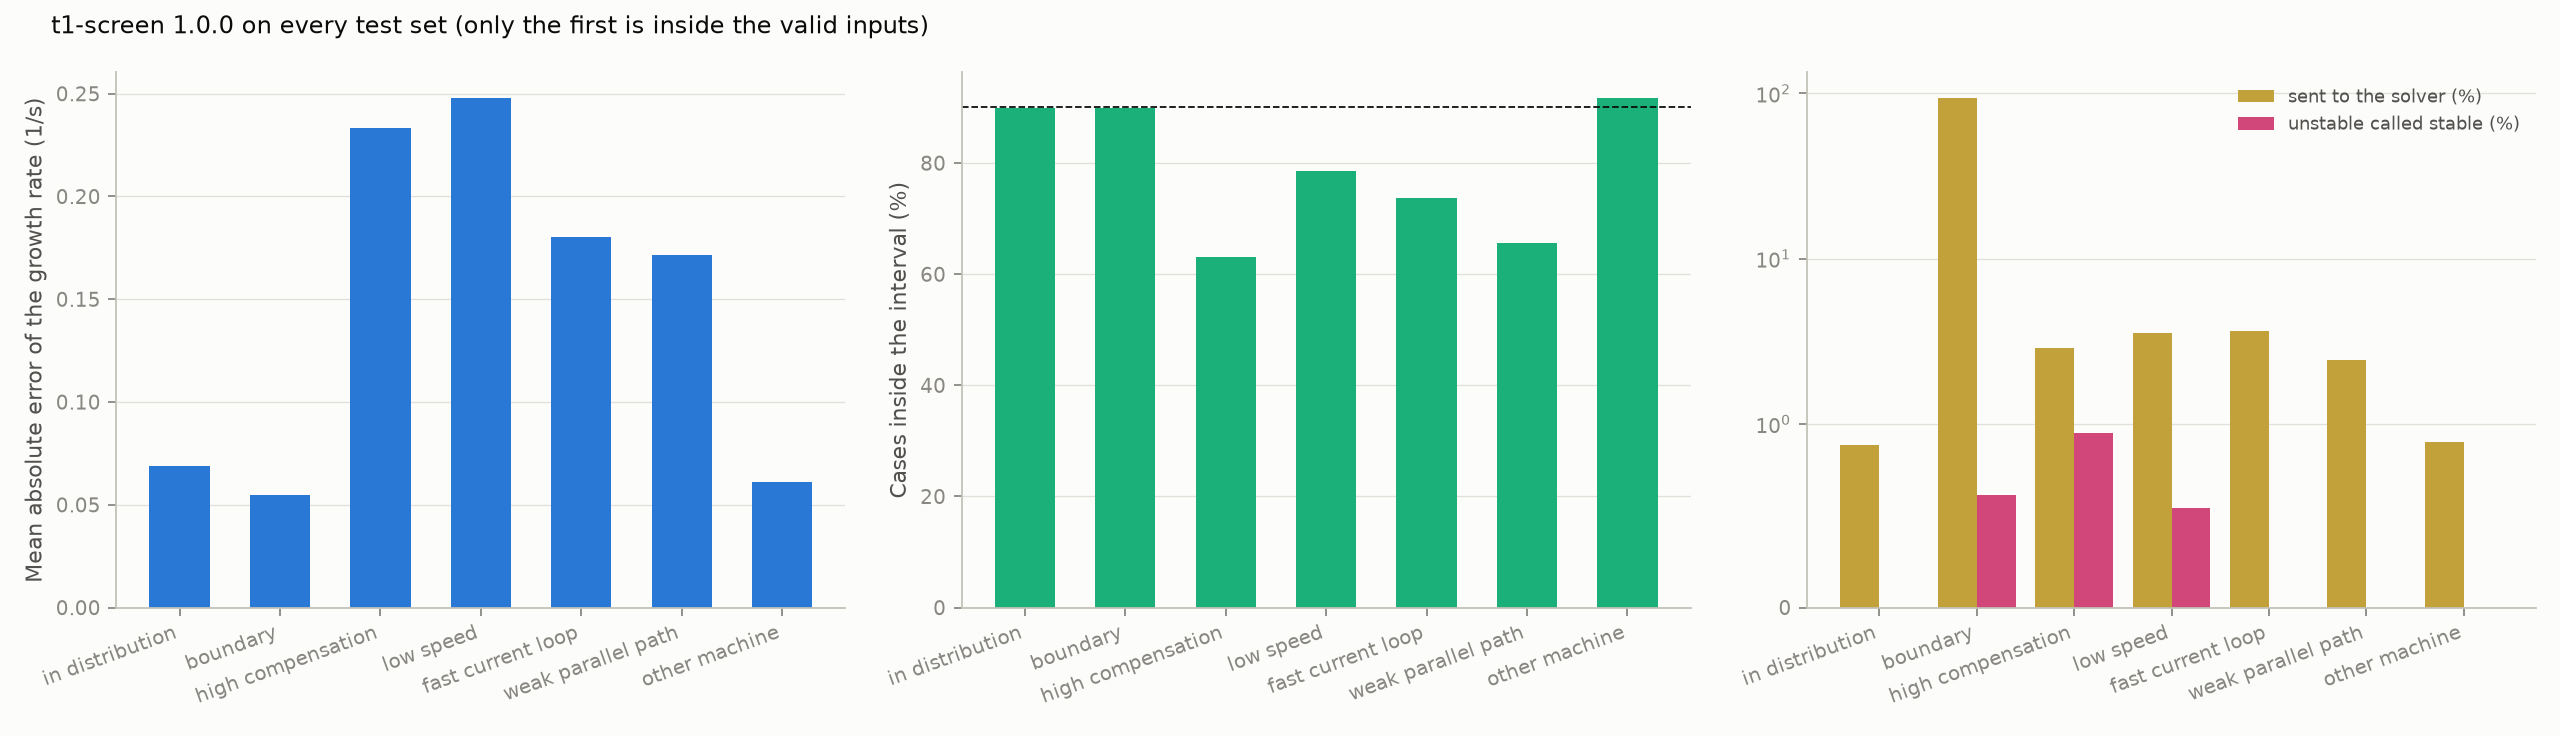 t1-screen 1.0.0 on every test set (only the first is inside the valid inputs)
Mean absolute error of the growth rate (1/s)
0.25
0.20
0.15
0.10
0.05
0.00
in distribution
boundary
high compensation
low speed
fast current loop
weak parallel path
other machine
Cases inside the interval (%)
80
60
40
20
0
in distribution
boundary
high compensation
low speed
fast current loop
weak parallel path
other machine
10²
10¹
10⁰
0
sent to the solver (%)
unstable called stable (%)
in distribution
boundary
high compensation
low speed
fast current loop
weak parallel path
other machine